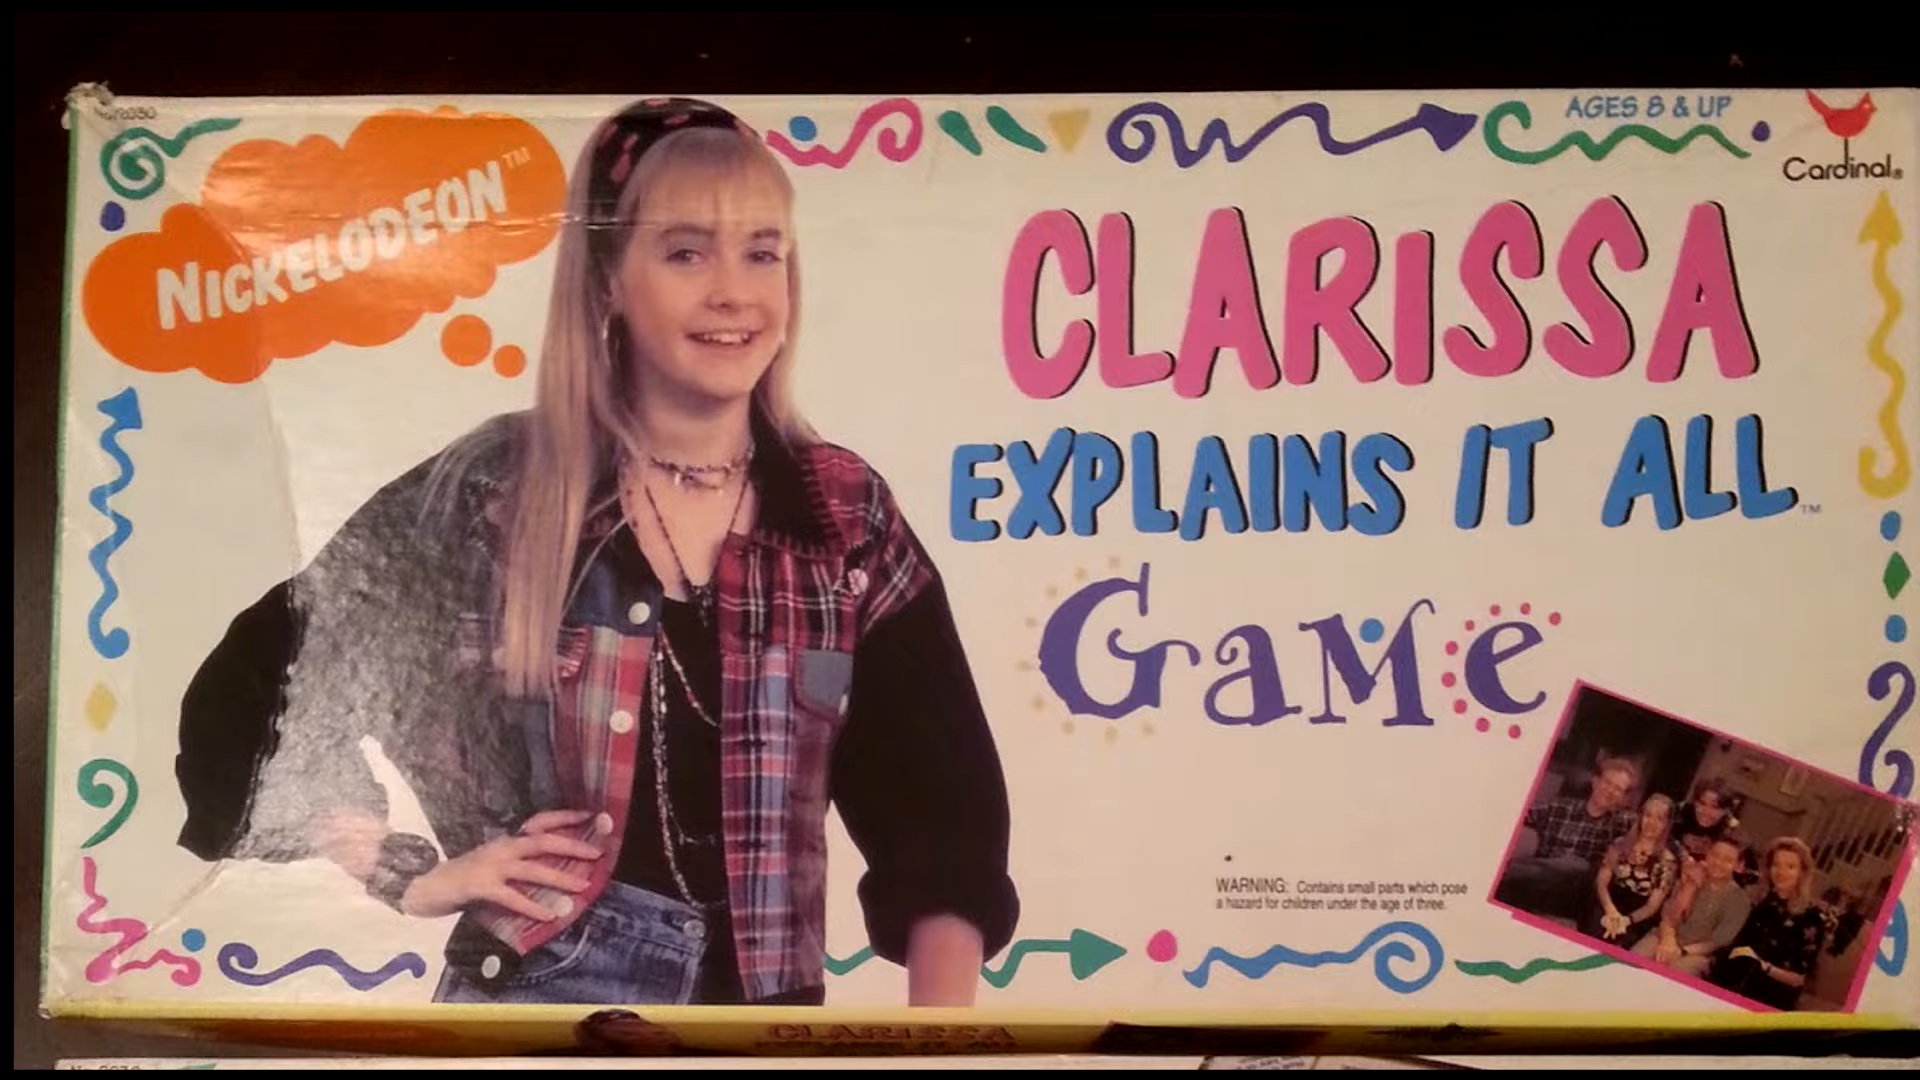 NICKELODEON™
AGES 8 & UP
Cardinal®
CLARISSA
EXPLAINS IT ALL™
GaMe
WARNING: Contains small parts which pose
a hazard for children under the age of three.
CLARISSA